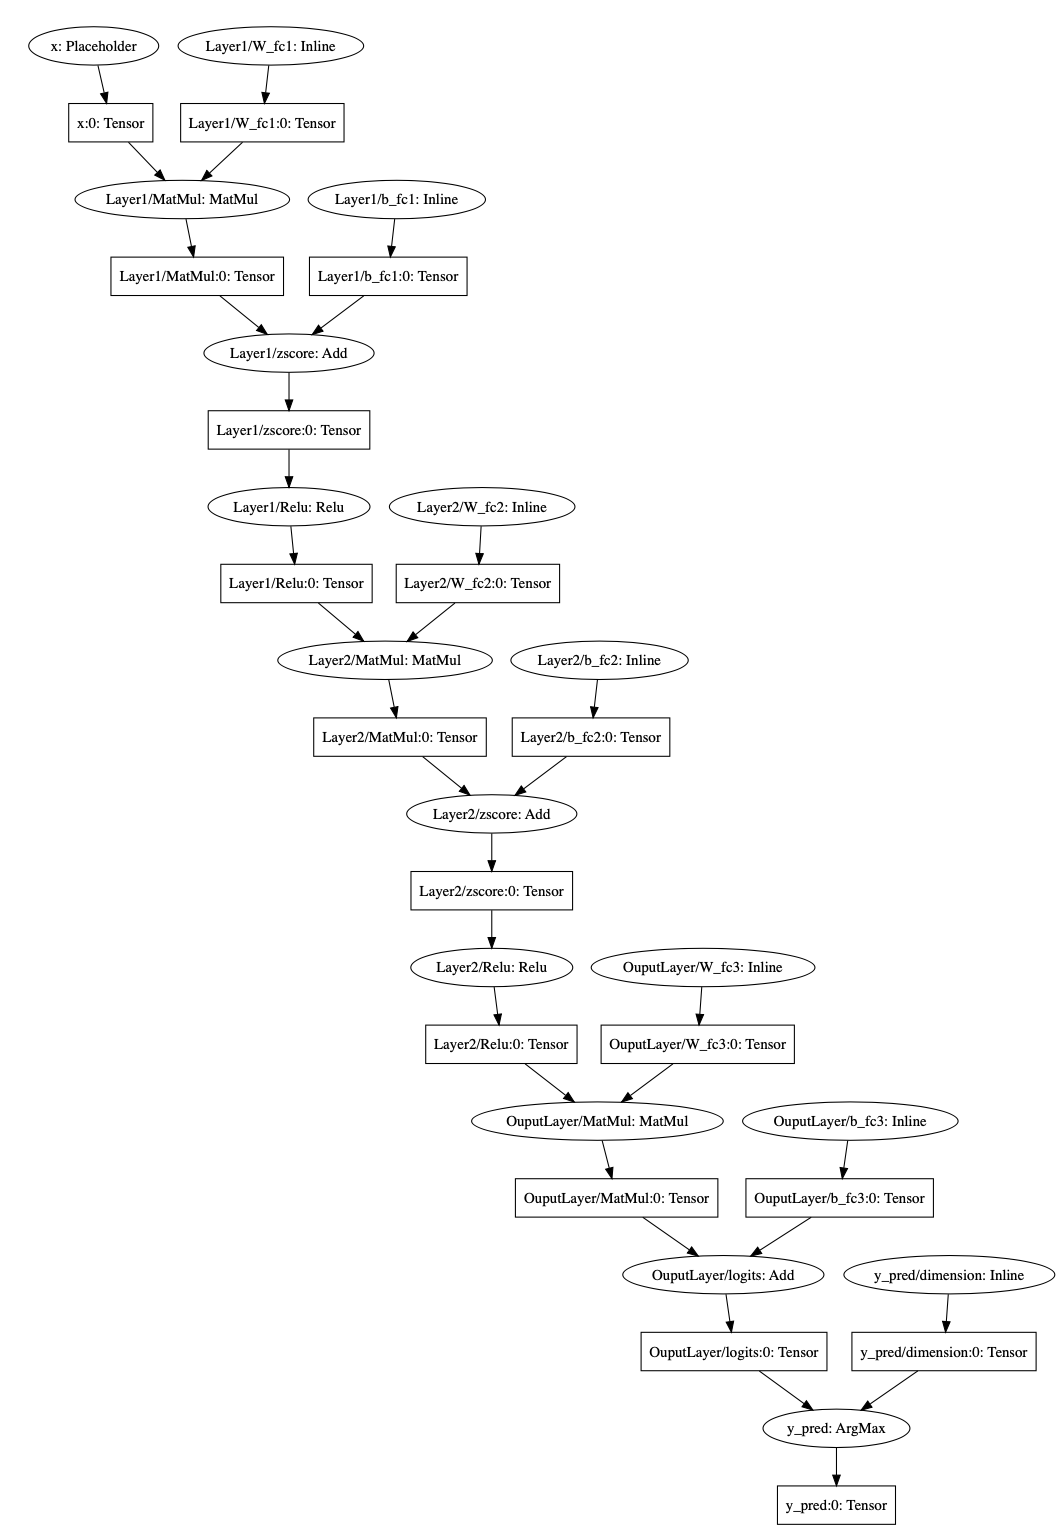 x: Placeholder
Layer1/W_fc1: Inline
x:0: Tensor
Layer1/W_fc1:0: Tensor
Layer1/MatMul: MatMul
Layer1/b_fc1: Inline
Layer1/MatMul:0: Tensor
Layer1/b_fc1:0: Tensor
Layer1/zscore: Add
Layer1/zscore:0: Tensor
Layer1/Relu: Relu
Layer2/W_fc2: Inline
Layer1/Relu:0: Tensor
Layer2/W_fc2:0: Tensor
Layer2/MatMul: MatMul
Layer2/b_fc2: Inline
Layer2/MatMul:0: Tensor
Layer2/b_fc2:0: Tensor
Layer2/zscore: Add
Layer2/zscore:0: Tensor
Layer2/Relu: Relu
OuputLayer/W_fc3: Inline
Layer2/Relu:0: Tensor
OuputLayer/W_fc3:0: Tensor
OuputLayer/MatMul: MatMul
OuputLayer/b_fc3: Inline
OuputLayer/MatMul:0: Tensor
OuputLayer/b_fc3:0: Tensor
OuputLayer/logits: Add
y_pred/dimension: Inline
OuputLayer/logits:0: Tensor
y_pred/dimension:0: Tensor
y_pred: ArgMax
y_pred:0: Tensor